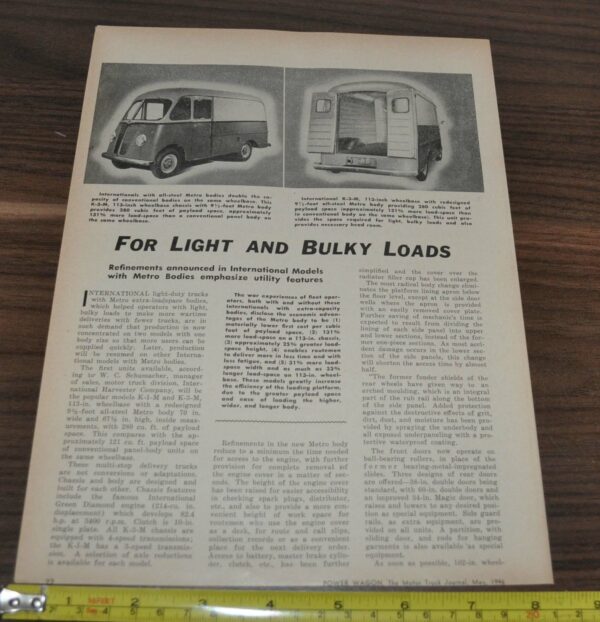 Internationals with all-steel Metro bodies double the ca-
pacity of conventional bodies on the same wheelbase. This
K-3-M, 113-inch wheelbase chassis with 9½-foot Metro body
provides 280 cubic feet of payload space, approximately
131% more load-space than a conventional panel body on
the same wheelbase.
International K-3-M, 113-inch wheelbase with redesigned
9½-foot all-steel Metro body providing 280 cubic feet of
payload space (approximately 131% more load-space than
in conventional body on the same wheelbase). This unit pro-
vides the space required for light, bulky loads and also
provides necessary head room.
FOR LIGHT AND BULKY LOADS
Refinements announced in International Models
with Metro Bodies emphasize utility features
INTERNATIONAL light-duty trucks
with Metro extra-loadspace bodies,
which helped operators with light,
bulky loads to make more wartime
deliveries with fewer trucks, are in
such demand that production is now
concentrated on two models with one
body size so that more users can be
supplied quickly. Later, production
will be resumed on other Interna-
tional models with Metro bodies.
The first units available, accord-
ing to W. C. Schumacher, manager
of sales, motor truck division, Inter-
national Harvester Company, will be
the popular models K-1-M and K-3-M,
113-in. wheelbase with a redesigned
9½-foot all-steel Metro body 70 in.
wide and 67⅞ in. high, inside meas-
urements, with 280 cu. ft. of payload
space. This compares with the ap-
proximately 121 cu. ft. payload space
of conventional panel-body units on
the same wheelbase.
These multi-stop delivery trucks
are not conversions or adaptations.
Chassis and body are designed and
built for each other. Chassis features
include the famous International
Green Diamond engine (214-cu. in.
displacement) which develops 82.4
h.p. at 3400 r.p.m. Clutch is 10-in.
single plate. All K-3-M chassis are
equipped with 4-speed transmissions;
the K-1-M has a 3-speed transmis-
sion. A selection of axle reductions
is available for each model.
The war experiences of fleet oper-
ators, both with and without these
Internationals with extra-capacity
bodies, disclose the economic advan-
tages of the Metro body to be (1)
materially lower first cost per cubic
foot of payload space, (2) 131%
more load-space on a 113-in. chassis,
(3) approximately 25% greater load-
space height, (4) enables routeman
to deliver more in less time and with
less fatigue, and (5) 31% more load-
space width and as much as 33%
longer load-space on 113-in. wheel-
base. These models greatly increase
the efficiency of the loading platform,
due to the greater payload space
and ease of loading the higher,
wider, and longer body.
Refinements in the new Metro body
reduce to a minimum the time needed
for access to the engine, with further
provision for complete removal of
the engine cover in a matter of sec-
onds. The height of the engine cover
has been raised for easier accessibility
in checking spark plugs, distributor,
etc., and also to provide a more con-
venient height of work space for
routemen who use the engine cover
as a desk, for route and call slips,
collection records or as a convenient
place for the next delivery order.
Access to battery, master brake cylin-
der, clutch, etc., has been further
simplified and the cover over the
radiator filler cap has been enlarged.
The most radical body change elimi-
nates the platform lining apron below
the floor level, except at the side door
wells where the apron is provided
with an easily removed cover plate.
Further saving of mechanic's time is
expected to result from dividing the
lining of each side panel into upper
and lower sections, instead of the for-
mer one-piece sections. As most acci-
dent damage occurs in the lower sec-
tion of the side panels, this change
will shorten the access time by almost
half.
"The former fender shields of the
rear wheels have given way to an
arched moulding, which is an integral
part of the rub rail along the bottom
of the side panel. Added protection
against the destructive effects of grit,
dirt, dust, and moisture has been pro-
vided by spraying the underbody and
all exposed underpaneling with a pro-
tective waterproof coating.
The front doors now operate on
ball-bearing rollers, in place of the
former bearing-metal-impregnated
slides. Three designs of rear doors
are offered—38-in. double doors being
standard, with 60-in. double doors and
an improved 54-in. Magic door, which
raises and lowers to any desired posi-
tion as special equipment. Side guard
rails, as extra equipment, are pro-
vided on all units. A partition, with
sliding door, and rods for hanging
garments is also available as special
equipment.
As soon as possible, 102-in. wheel-
POWER WAGON, The Motor Truck Journal, May, 1946
1 2 3 4 5 6 7 8 9